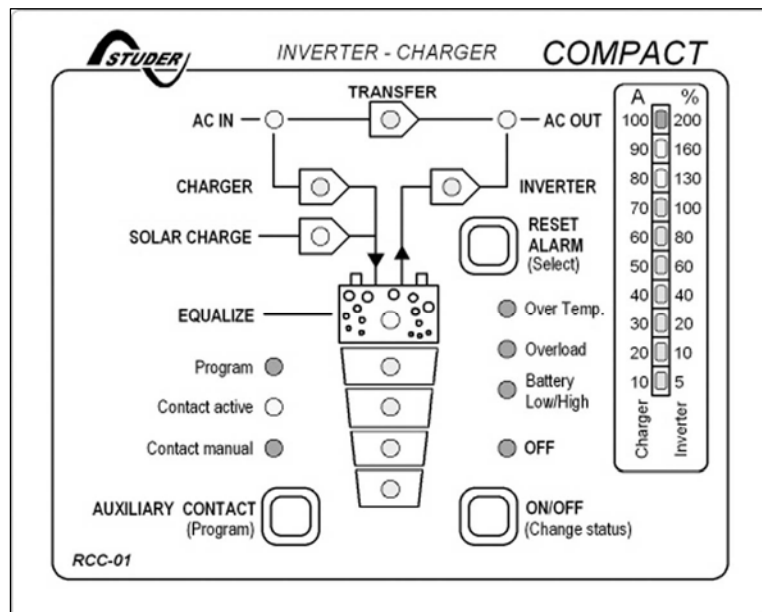 STUDER INVERTER - CHARGER COMPACT
TRANSFER
AC IN
AC OUT
CHARGER
INVERTER
SOLAR CHARGE
RESET
ALARM
(Select)
EQUALIZE
Over Temp.
Program
Overload
Contact active
Battery
Low/High
Contact manual
OFF
AUXILIARY CONTACT
(Program)
ON/OFF
(Change status)
RCC-01
A %
100 200
90 160
80 130
70 100
60 80
50 60
40 40
30 20
20 10
10 5
Charger
Inverter